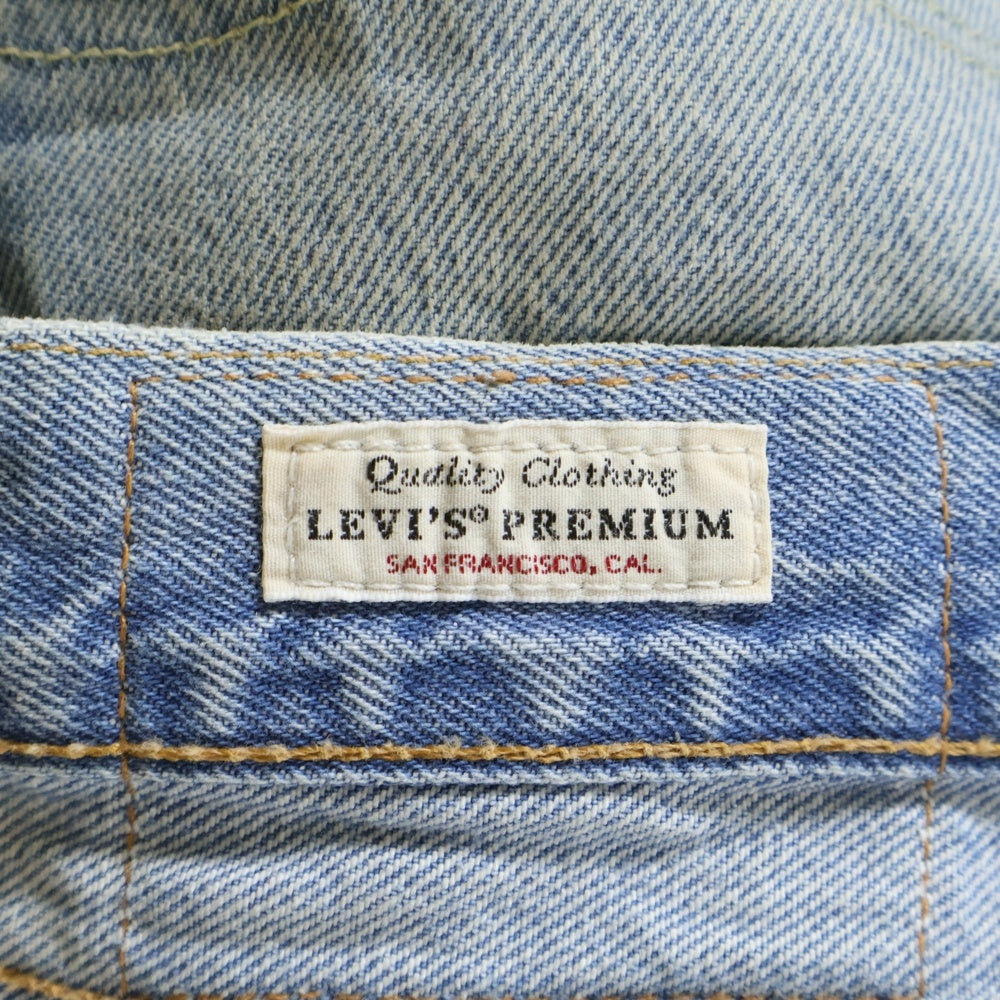 Quality Clothing
LEVI'S® PREMIUM
SAN FRANCISCO, CAL.